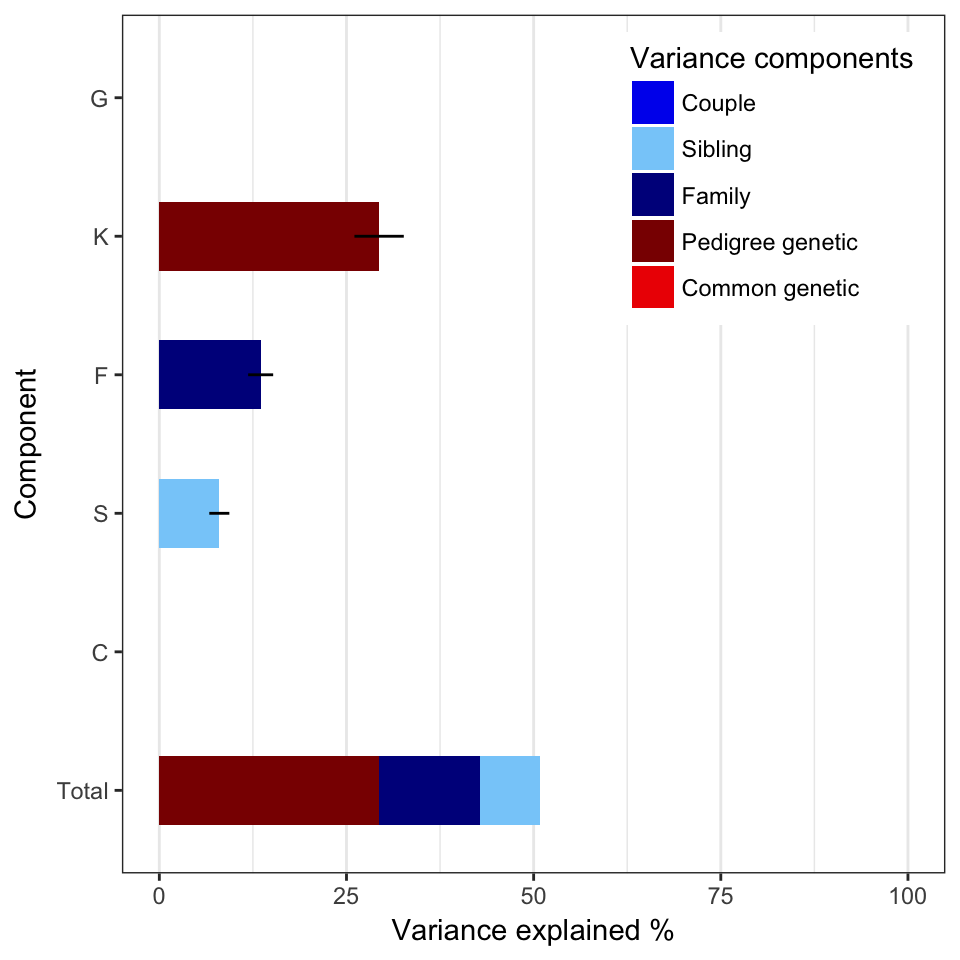 Variance components
Couple
Sibling
Family
Pedigree genetic
Common genetic
G
K
F
S
C
Total
Component
0 25 50 75 100
Variance explained %